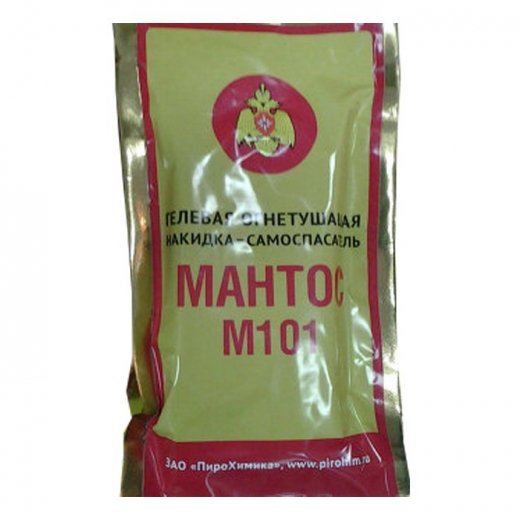 ГЕЛЕВАЯ ОГНЕТУШАЩАЯ
НАКИДКА-САМОСПАСАТЕЛЬ
МАНТОС
М101
ЗАО «ПироХимика», www.pirohim.ru